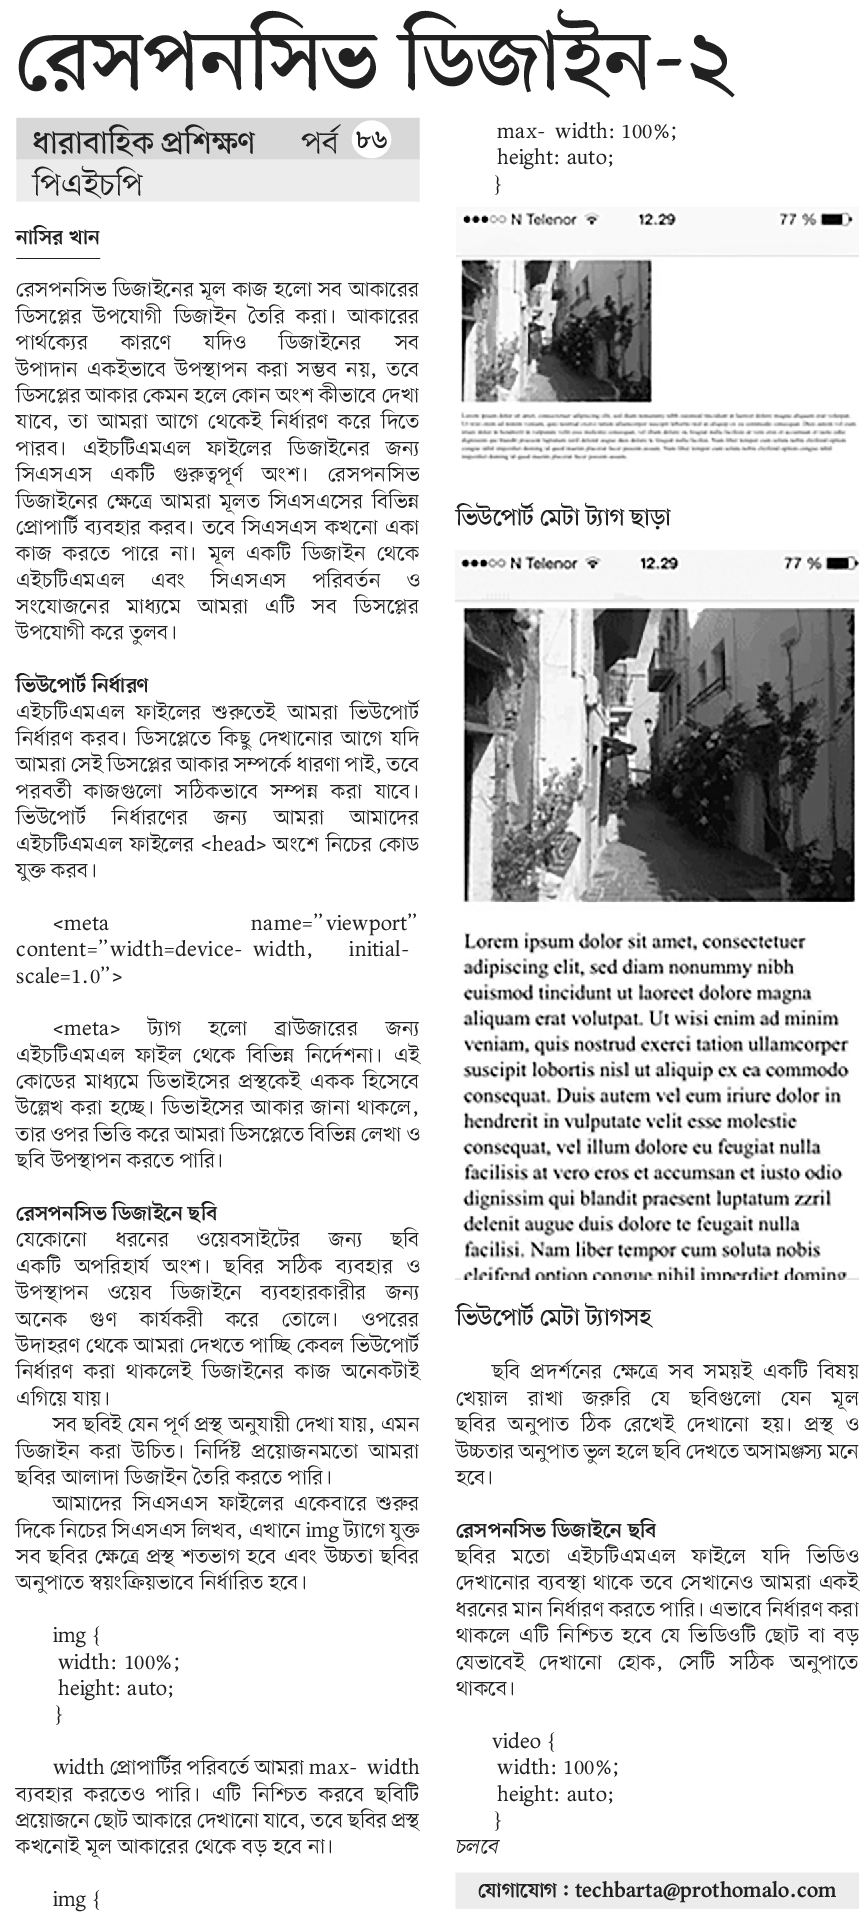 রেসপনসিভ ডিজাইন-২
ধারাবাহিক প্রশিক্ষণ পর্ব ৮৬
পিএইচপি
নাসির খান
রেসপনসিভ ডিজাইনের মূল কাজ হলো সব আকারের
ডিসপ্লের উপযোগী ডিজাইন তৈরি করা। আকারের
পার্থক্যের কারণে যদিও ডিজাইনের সব
উপাদান একইভাবে উপস্থাপন করা সম্ভব নয়, তবে
ডিসপ্লের আকার কেমন হলে কোন অংশ কীভাবে দেখা
যাবে, তা আমরা আগে থেকেই নির্ধারণ করে দিতে
পারব। এইচটিএমএল ফাইলের ডিজাইনের জন্য
সিএসএস একটি গুরুত্বপূর্ণ অংশ। রেসপনসিভ
ডিজাইনের ক্ষেত্রে আমরা মূলত সিএসএসের বিভিন্ন
প্রোপার্টি ব্যবহার করব। তবে সিএসএস কখনো একা
কাজ করতে পারে না। মূল একটি ডিজাইন থেকে
এইচটিএমএল এবং সিএসএস পরিবর্তন ও
সংযোজনের মাধ্যমে আমরা এটি সব ডিসপ্লের
উপযোগী করে তুলব।
ভিউপোর্ট নির্ধারণ
এইচটিএমএল ফাইলের শুরুতেই আমরা ভিউপোর্ট
নির্ধারণ করব। ডিসপ্লেতে কিছু দেখানোর আগে যদি
আমরা সেই ডিসপ্লের আকার সম্পর্কে ধারণা পাই, তবে
পরবর্তী কাজগুলো সঠিকভাবে সম্পন্ন করা যাবে।
ভিউপোর্ট নির্ধারণের জন্য আমরা আমাদের
এইচটিএমএল ফাইলের <head> অংশে নিচের কোড
যুক্ত করব।
<meta name=”viewport”
content=”width=device- width, initial-
scale=1.0”>
<meta> ট্যাগ হলো ব্রাউজারের জন্য
এইচটিএমএল ফাইল থেকে বিভিন্ন নির্দেশনা। এই
কোডের মাধ্যমে ডিভাইসের প্রস্থকেই একক হিসেবে
উল্লেখ করা হচ্ছে। ডিভাইসের আকার জানা থাকলে,
তার ওপর ভিত্তি করে আমরা ডিসপ্লেতে বিভিন্ন লেখা ও
ছবি উপস্থাপন করতে পারি।
রেসপনসিভ ডিজাইনে ছবি
যেকোনো ধরনের ওয়েবসাইটের জন্য ছবি
একটি অপরিহার্য অংশ। ছবির সঠিক ব্যবহার ও
উপস্থাপন ওয়েব ডিজাইনে ব্যবহারকারীর জন্য
অনেক গুণ কার্যকরী করে তোলে। ওপরের
উদাহরণ থেকে আমরা দেখতে পাচ্ছি কেবল ভিউপোর্ট
নির্ধারণ করা থাকলেই ডিজাইনের কাজ অনেকটাই
এগিয়ে যায়।
সব ছবিই যেন পূর্ণ প্রস্থ অনুযায়ী দেখা যায়, এমন
ডিজাইন করা উচিত। নির্দিষ্ট প্রয়োজনমতো আমরা
ছবির আলাদা ডিজাইন তৈরি করতে পারি।
আমাদের সিএসএস ফাইলের একেবারে শুরুর
দিকে নিচের সিএসএস লিখব, এখানে img ট্যাগে যুক্ত
সব ছবির ক্ষেত্রে প্রস্থ শতভাগ হবে এবং উচ্চতা ছবির
অনুপাতে স্বয়ংক্রিয়ভাবে নির্ধারিত হবে।
img {
width: 100%;
height: auto;
}
width প্রোপার্টির পরিবর্তে আমরা max- width
ব্যবহার করতেও পারি। এটি নিশ্চিত করবে ছবিটি
প্রয়োজনে ছোট আকারে দেখানো যাবে, তবে ছবির প্রস্থ
কখনোই মূল আকারের থেকে বড় হবে না।
img {
max- width: 100%;
height: auto;
}
N Telenor 12.29 77 %
ভিউপোর্ট মেটা ট্যাগ ছাড়া
N Telenor 12.29 77 %
Lorem ipsum dolor sit amet, consectetuer
adipiscing elit, sed diam nonummy nibh
euismod tincidunt ut laoreet dolore magna
aliquam erat volutpat. Ut wisi enim ad minim
veniam, quis nostrud exerci tation ullamcorper
suscipit lobortis nisl ut aliquip ex ea commodo
consequat. Duis autem vel eum iriure dolor in
hendrerit in vulputate velit esse molestie
consequat, vel illum dolore eu feugiat nulla
facilisis at vero eros et accumsan et iusto odio
dignissim qui blandit praesent luptatum zzril
delenit augue duis dolore te feugait nulla
facilisi. Nam liber tempor cum soluta nobis
eleifend option congue nihil imperdiet doming
ভিউপোর্ট মেটা ট্যাগসহ
ছবি প্রদর্শনের ক্ষেত্রে সব সময়ই একটি বিষয়
খেয়াল রাখা জরুরি যে ছবিগুলো যেন মূল
ছবির অনুপাত ঠিক রেখেই দেখানো হয়। প্রস্থ ও
উচ্চতার অনুপাত ভুল হলে ছবি দেখতে অসামঞ্জস্য মনে
হবে।
রেসপনসিভ ডিজাইনে ছবি
ছবির মতো এইচটিএমএল ফাইলে যদি ভিডিও
দেখানোর ব্যবস্থা থাকে তবে সেখানেও আমরা একই
ধরনের মান নির্ধারণ করতে পারি। এভাবে নির্ধারণ করা
থাকলে এটি নিশ্চিত হবে যে ভিডিওটি ছোট বা বড়
যেভাবেই দেখানো হোক, সেটি সঠিক অনুপাতে
থাকবে।
video {
width: 100%;
height: auto;
}
চলবে
যোগাযোগ : techbarta@prothomalo.com